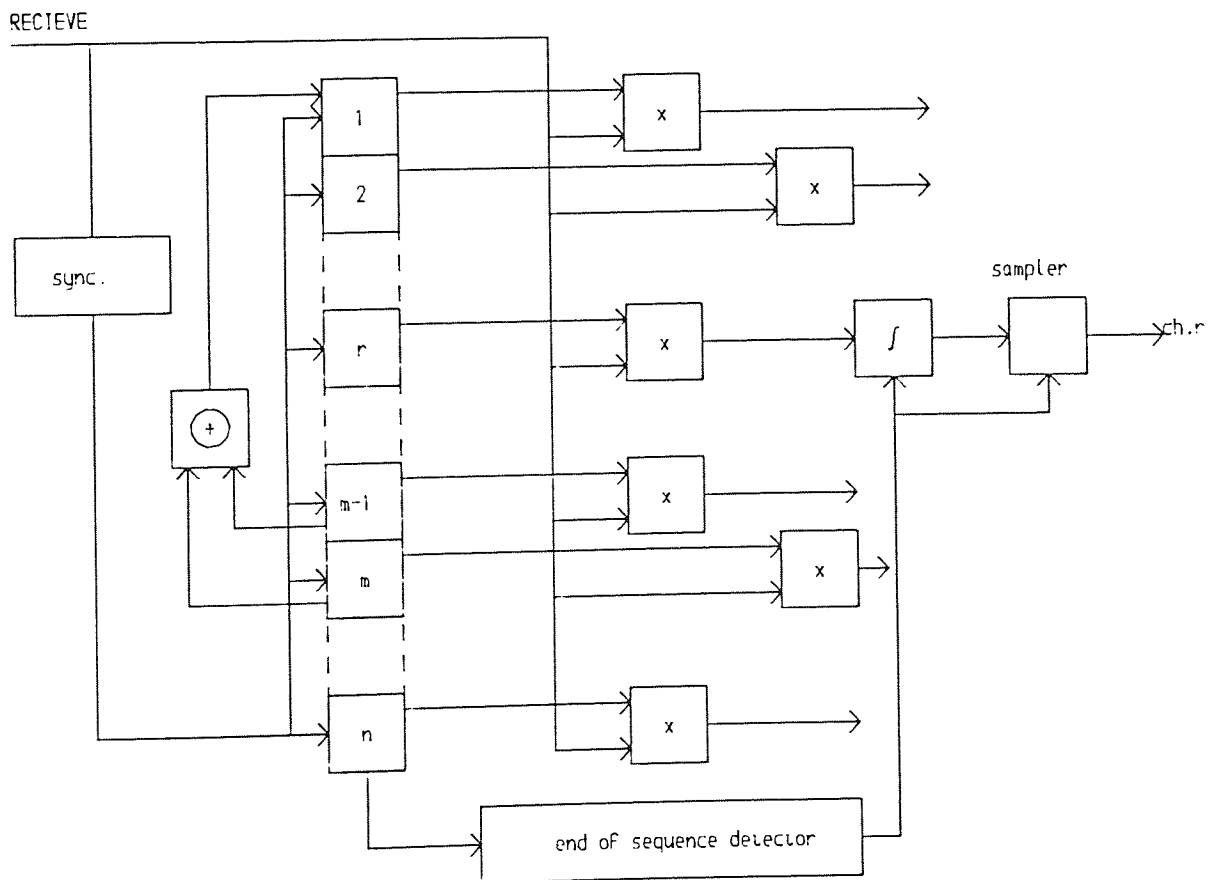 RECIEVE
1
x
2
x
sync.
sampler
r
x
∫
ch.r
+
m-1
x
m
x
n
x
end of sequence detector